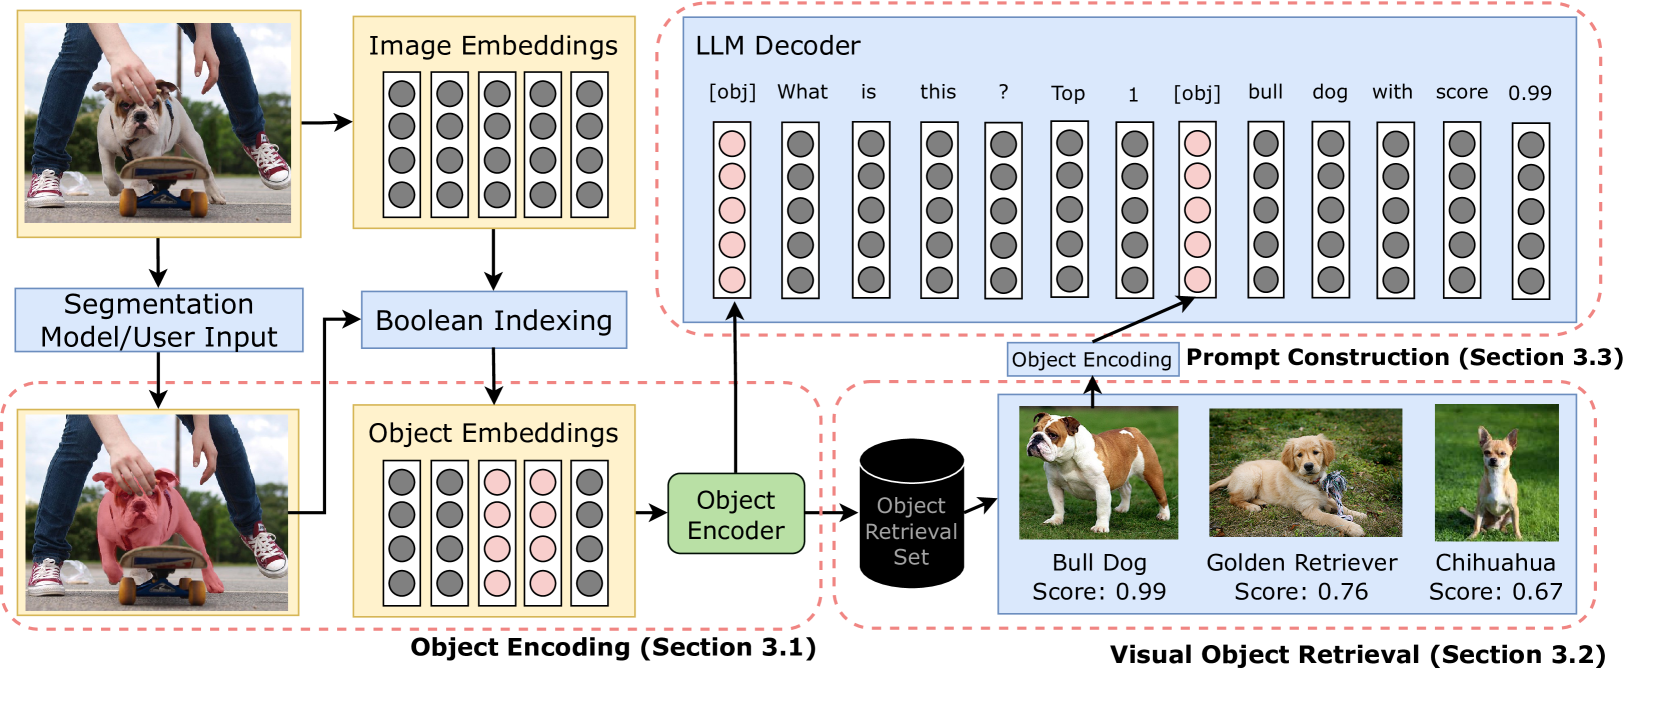 Image Embeddings
Segmentation
Model/User Input
Boolean Indexing
Object Embeddings
Object
Encoder
Object Encoding (Section 3.1)
LLM Decoder
[obj] What is this ? Top 1 [obj] bull dog with score 0.99
Object Encoding
Prompt Construction (Section 3.3)
Object
Retrieval
Set
Bull Dog
Score: 0.99
Golden Retriever
Score: 0.76
Chihuahua
Score: 0.67
Visual Object Retrieval (Section 3.2)